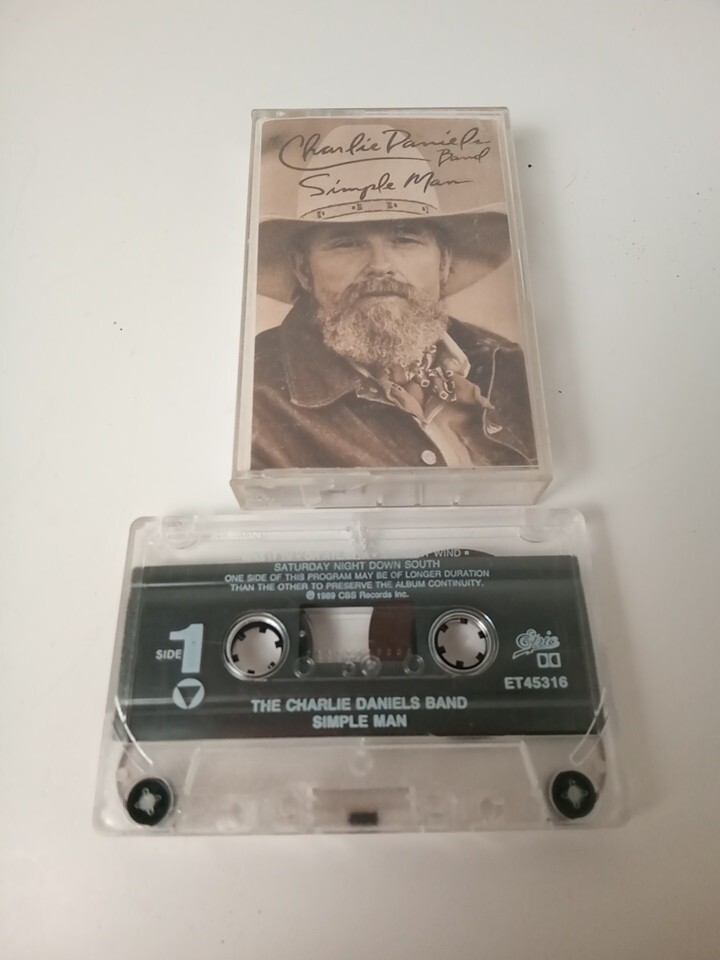 Charlie Daniels
Band
Simple Man
WIND •
SATURDAY NIGHT DOWN SOUTH
ONE SIDE OF THIS PROGRAM MAY BE OF LONGER DURATION
THAN THE OTHER TO PRESERVE THE ALBUM CONTINUITY.
℗ 1989 CBS Records Inc.
SIDE 1
Epic
ET45316
THE CHARLIE DANIELS BAND
SIMPLE MAN